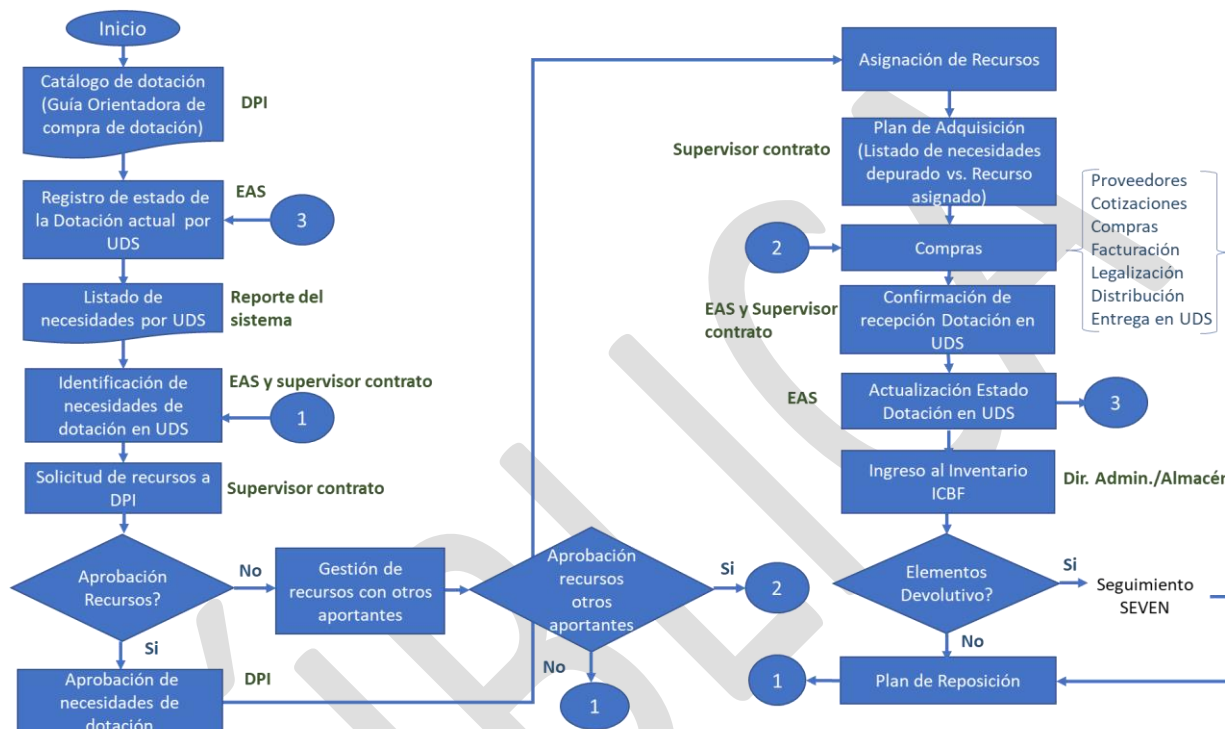 Inicio
Catálogo de dotación
(Guía Orientadora de
compra de dotación)
DPI
Registro de estado de
la Dotación actual por
UDS
EAS
3
Listado de
necesidades por UDS
Reporte del
sistema
Identificación de
necesidades de
dotación en UDS
EAS y supervisor contrato
1
Solicitud de recursos a
DPI
Supervisor contrato
Aprobación
Recursos?
No
Si
Gestión de
recursos con otros
aportantes
Aprobación
recursos
otros
aportantes
Si
2
No
1
Aprobación de
necesidades de
dotación
DPI
Asignación de Recursos
Supervisor contrato
Plan de Adquisición
(Listado de necesidades
depurado vs. Recurso
asignado)
2
Compras
Proveedores
Cotizaciones
Compras
Facturación
Legalización
Distribución
Entrega en UDS
EAS y Supervisor
contrato
Confirmación de
recepción Dotación en
UDS
EAS
Actualización Estado
Dotación en UDS
3
Ingreso al Inventario
ICBF
Dir. Admin./Almacén
Elementos
Devolutivo?
Si
Seguimiento
SEVEN
No
1
Plan de Reposición